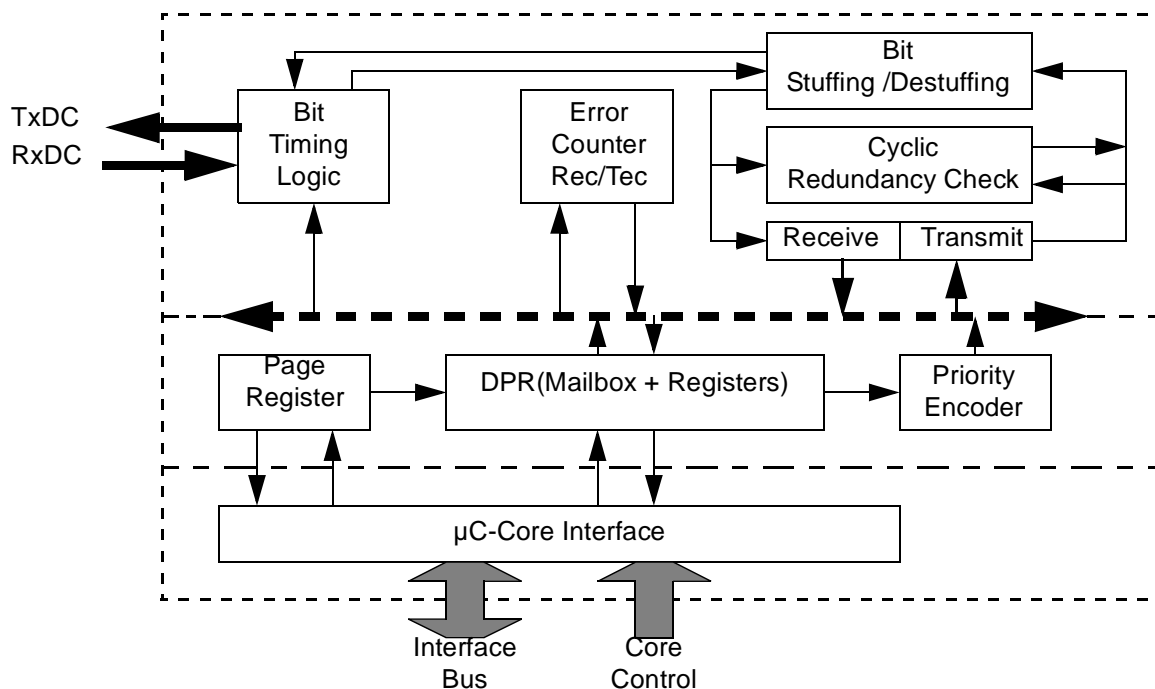 Bit
Stuffing /Destuffing
TxDC
RxDC
Bit
Timing
Logic
Error
Counter
Rec/Tec
Cyclic
Redundancy Check
Receive
Transmit
Page
Register
DPR(Mailbox + Registers)
Priority
Encoder
µC-Core Interface
Interface
Bus
Core
Control